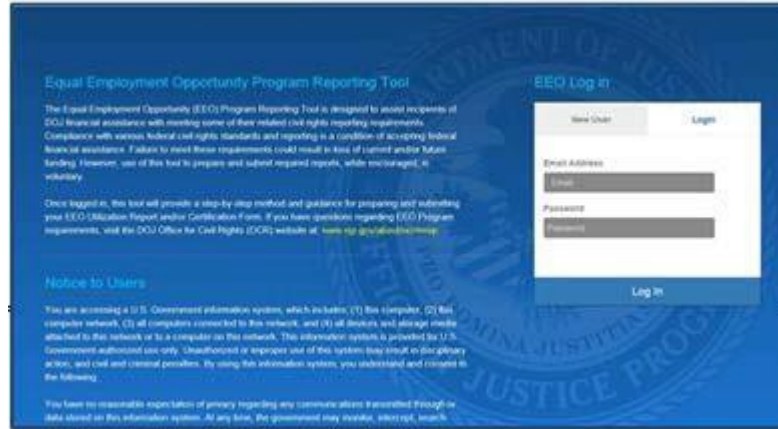 Equal Employment Opportunity Program Reporting Tool
The Equal Employment Opportunity (EEO) Program Reporting Tool is designed to assist recipients of
DOJ financial assistance with meeting some of their related civil rights reporting requirements.
Compliance with various federal civil rights standards and reporting is a condition of accepting federal
financial assistance. Failure to meet these requirements could result in loss of current and/or future
funding. However, use of this tool to prepare and submit required reports, while encouraged, is
voluntary.
Once logged in, this tool will provide a step-by-step method and guidance for preparing and submitting
your EEO Utilization Report and/or Certification Form. If you have questions regarding EEO Program
requirements, visit the DOJ Office for Civil Rights (OCR) website at:
Notice to Users
You are accessing a U.S. Government information system, which includes: (1) this computer, (2) this
computer network, (3) all computers connected to this network, and (4) all devices and storage media
attached to this network or to a computer on this network. This information system is provided for U.S.
Government-authorized use only. Unauthorized or improper use of this system may result in disciplinary
action, and civil and criminal penalties. By using this information system, you understand and consent to
the following:
You have no reasonable expectation of privacy regarding any communications transmitted through or
data stored on this information system. At any time, the government may monitor, intercept, search
EEO Log in
New User
Login
Email Address
Email
Password
Password
Log In